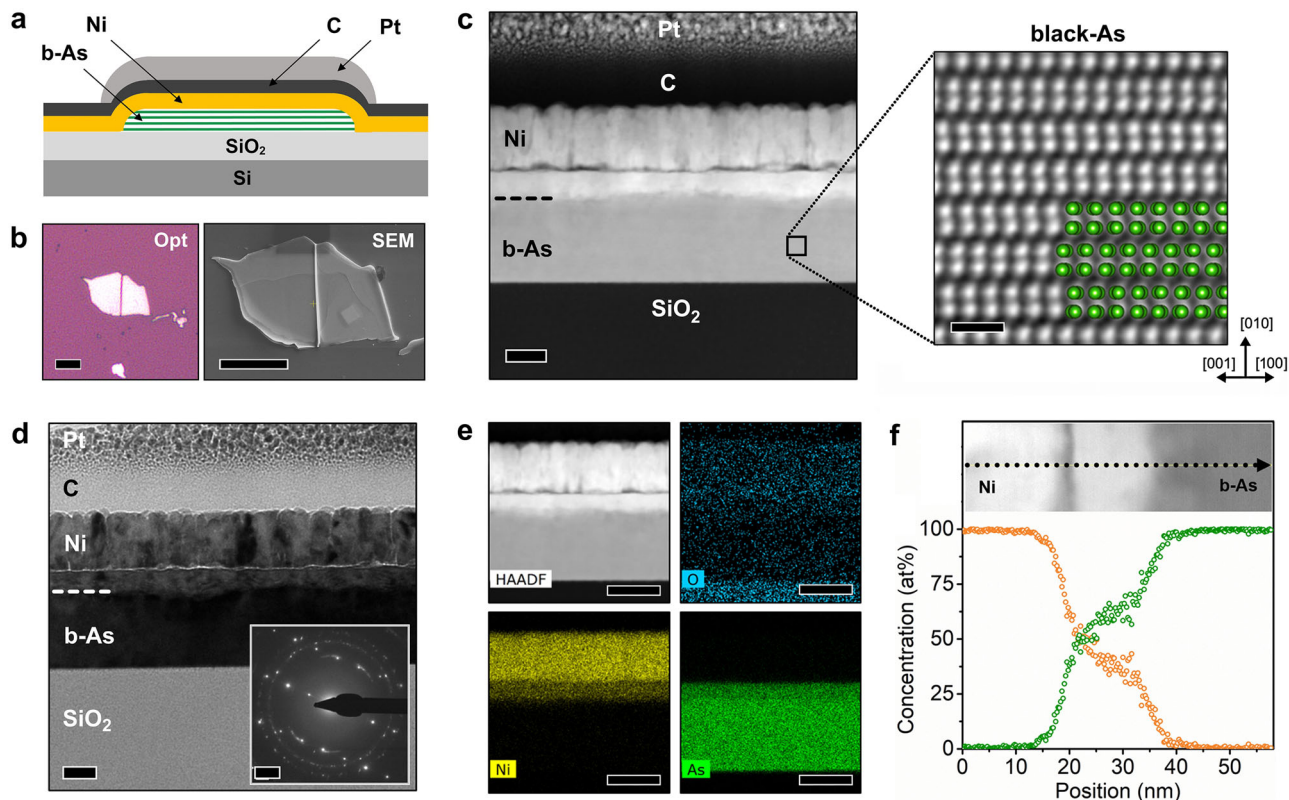 a
Ni
C
Pt
b-As
SiO₂
Si
b
Opt
SEM
c
Pt
C
Ni
b-As
SiO₂
black-As
[010]
[001]
[100]
d
Pt
C
Ni
b-As
SiO₂
e
HAADF
O
Ni
As
f
Ni
b-As
Concentration (at%)
100
75
50
25
0
0 10 20 30 40 50
Position (nm)